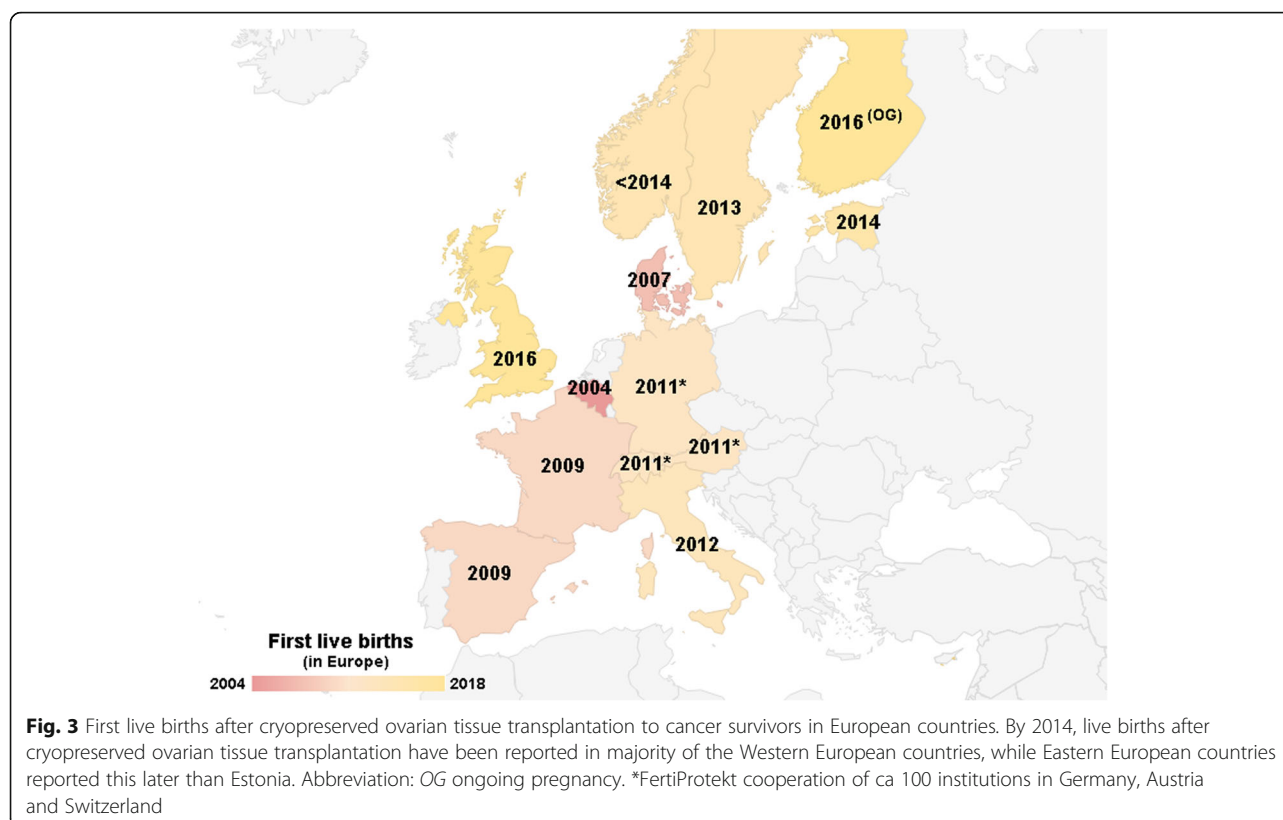 2016 (OG)
<2014
2013
2014
2007
2016
2004
2011*
2011*
2011*
2009
2012
2009
First live births
(in Europe)
2004
2018
Fig. 3 First live births after cryopreserved ovarian tissue transplantation to cancer survivors in European countries. By 2014, live births after
cryopreserved ovarian tissue transplantation have been reported in majority of the Western European countries, while Eastern European countries
reported this later than Estonia. Abbreviation: OG ongoing pregnancy. *FertiProtekt cooperation of ca 100 institutions in Germany, Austria
and Switzerland